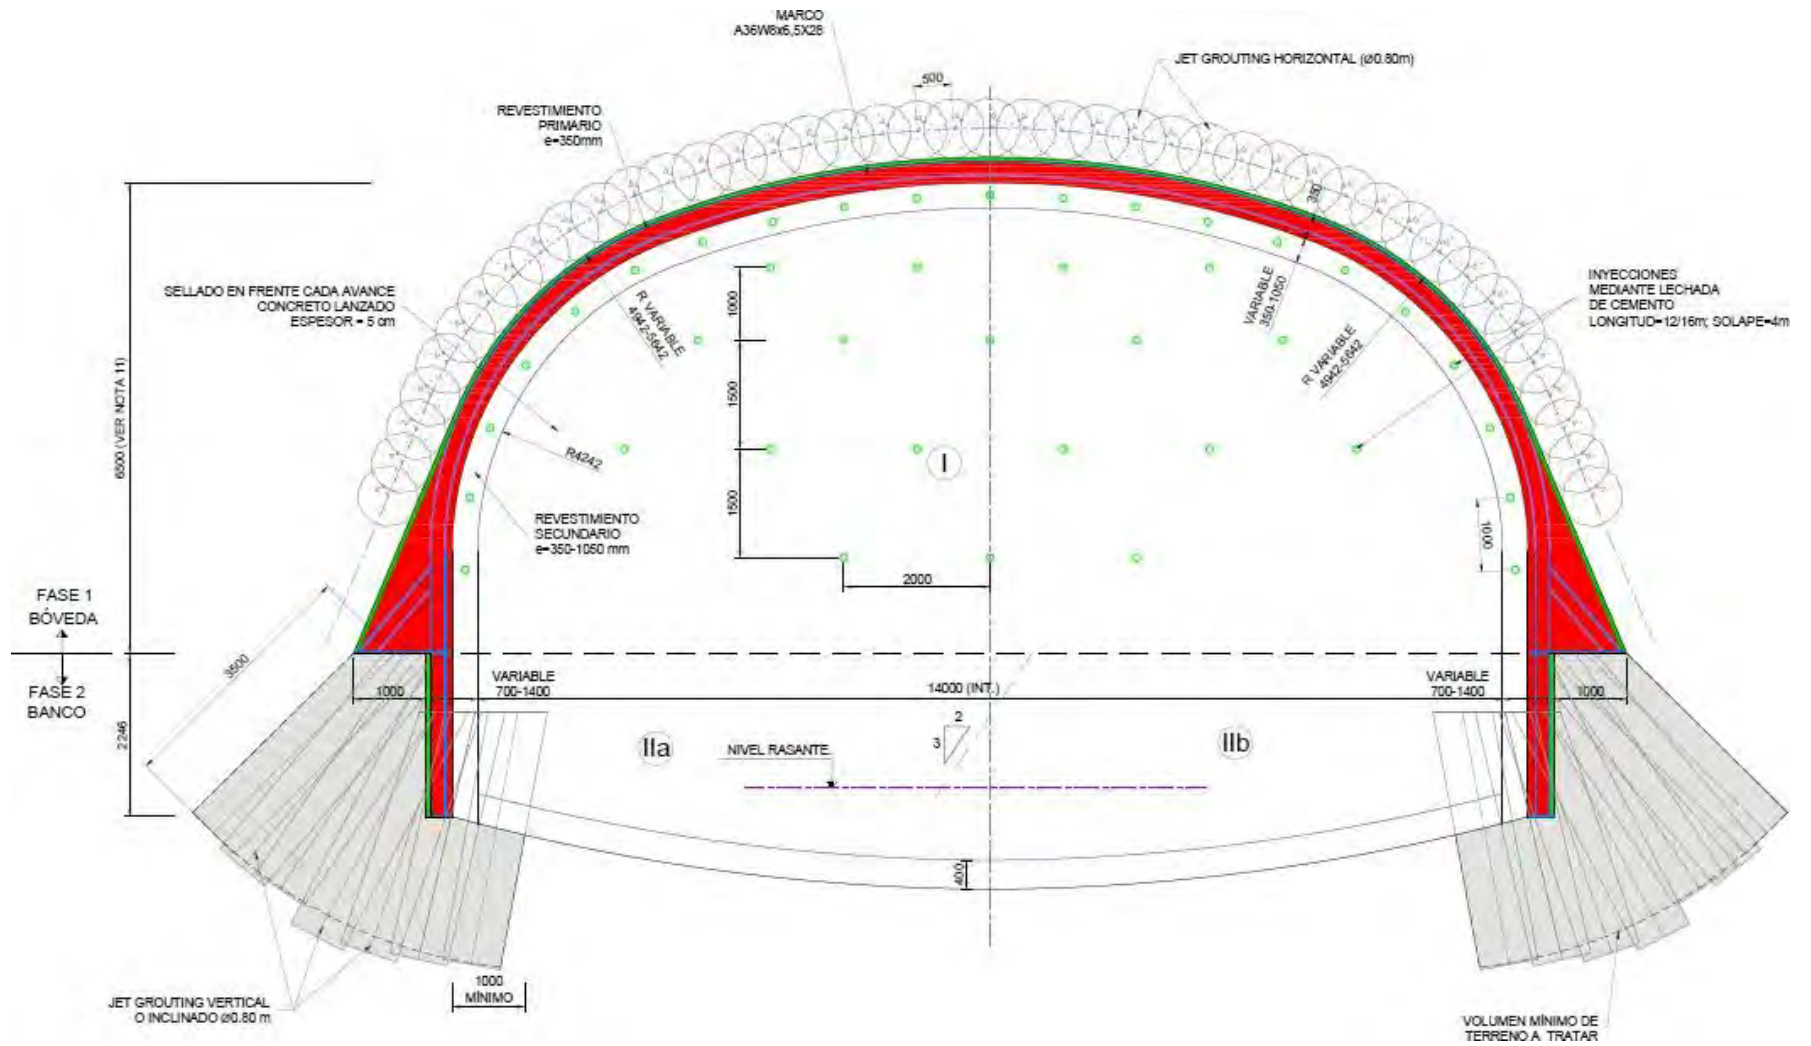 MARCO
A36W8x6,5X28
JET GROUTING HORIZONTAL (Ø0.80m)
500
REVESTIMIENTO
PRIMARIO
e=350mm
350
SELLADO EN FRENTE CADA AVANCE
CONCRETO LANZADO
ESPESOR = 5 cm
INYECCIONES
MEDIANTE LECHADA
DE CEMENTO
LONGITUD=12/16m; SOLAPE=4m
VARIABLE
350-1050
R VARIABLE
4942-5642
R VARIABLE
4942-5642
1000
1500
1500
6500 (VER NOTA 11)
R4242
I
REVESTIMIENTO
SECUNDARIO
e=350-1050 mm
1000
2000
FASE 1
BÓVEDA
3500
FASE 2
BANCO
1000
VARIABLE
700-1400
14000 (INT.)
VARIABLE
700-1400
1000
2246
IIa
NIVEL RASANTE
2
3
IIb
400
1000
MÍNIMO
JET GROUTING VERTICAL
O INCLINADO Ø0.80 m
VOLUMEN MÍNIMO DE
TERRENO A TRATAR